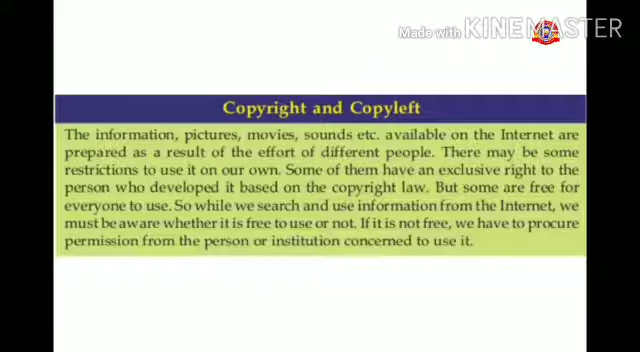 Made with KINEMASTER
Copyright and Copyleft
The information, pictures, movies, sounds etc. available on the Internet are
prepared as a result of the effort of different people. There may be some
restrictions to use it on our own. Some of them have an exclusive right to the
person who developed it based on the copyright law. But some are free for
everyone to use. So while we search and use information from the Internet, we
must be aware whether it is free to use or not. If it is not free, we have to procure
permission from the person or institution concerned to use it.